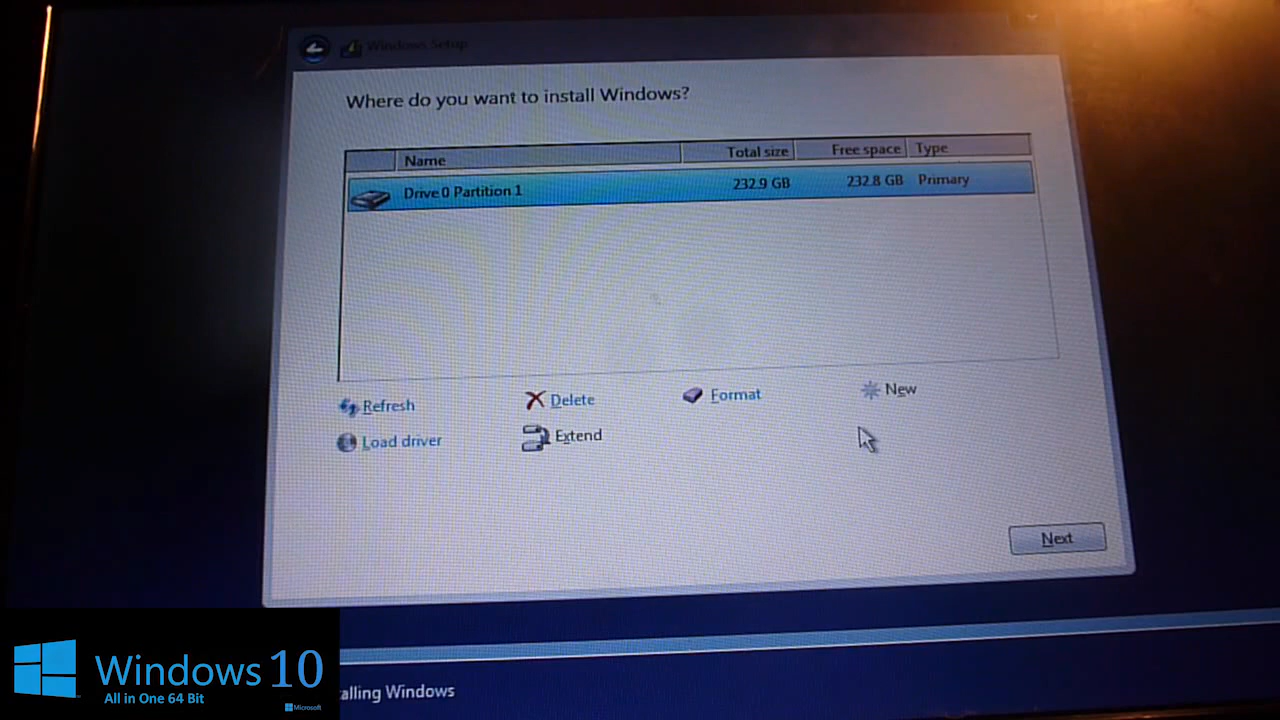 Windows Setup
Where do you want to install Windows?
Name Total size Free space Type
Drive 0 Partition 1 232.9 GB 232.8 GB Primary
Refresh Delete Format New
Load driver Extend
Next
Windows 10
All in One 64 Bit
Microsoft
alling Windows